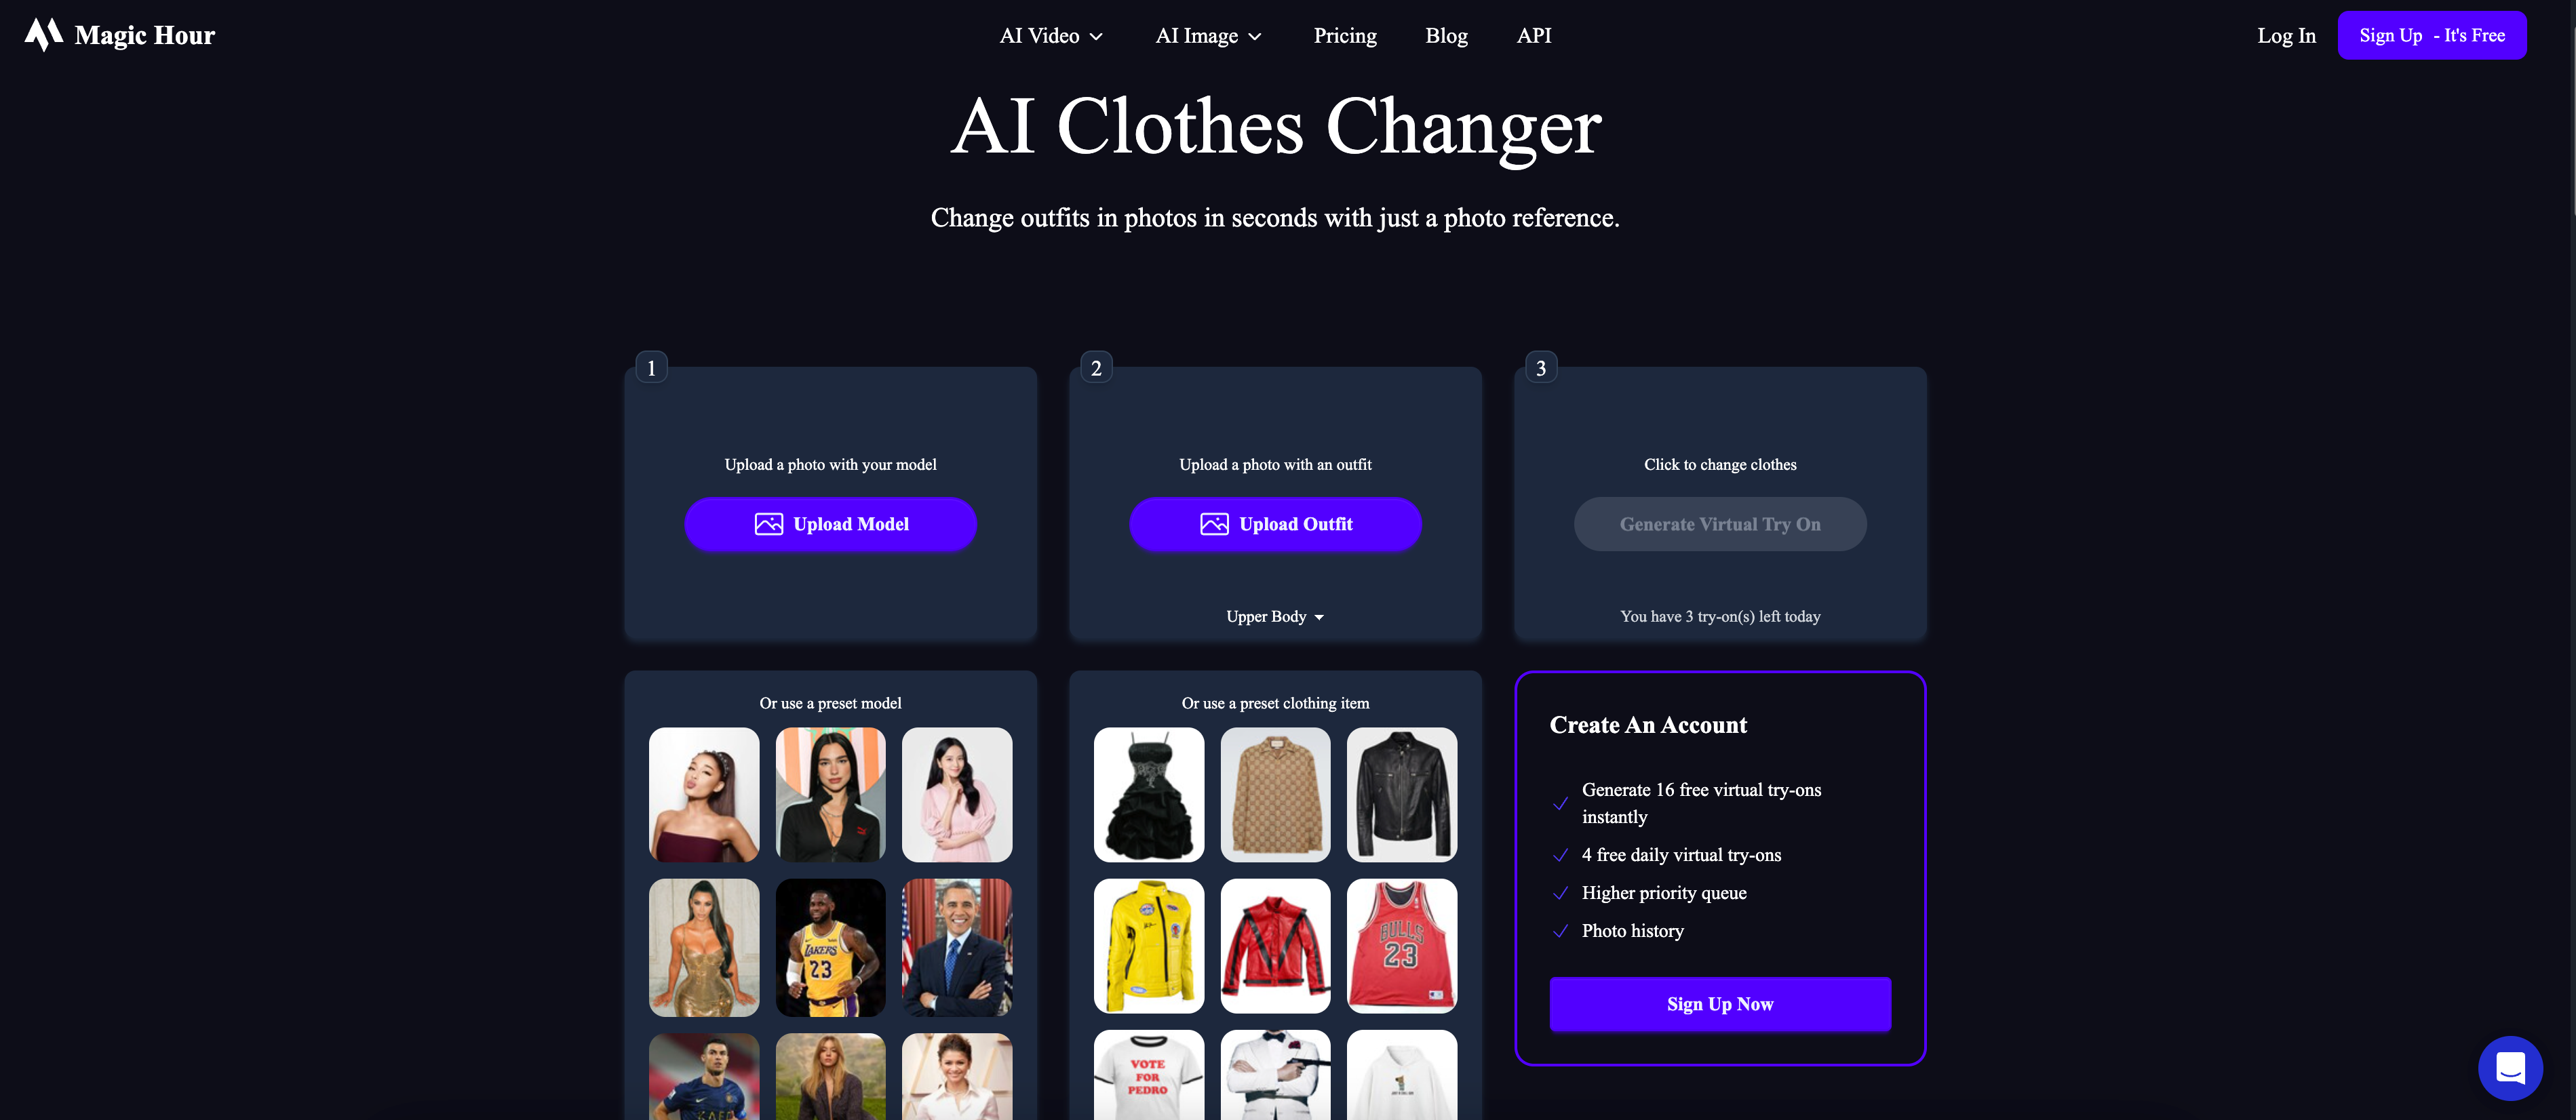 Magic Hour
AI Video
AI Image
Pricing
Blog
API
Log In
Sign Up - It's Free
AI Clothes Changer
Change outfits in photos in seconds with just a photo reference.
1
2
3
Upload a photo with your model
Upload Model
Upload a photo with an outfit
Upload Outfit
Upper Body
Click to change clothes
Generate Virtual Try On
You have 3 try-on(s) left today
Or use a preset model
LAKERS
23
Or use a preset clothing item
BULLS
23
VOTE
FOR
PEDRO
Create An Account
Generate 16 free virtual try-ons
instantly
4 free daily virtual try-ons
Higher priority queue
Photo history
Sign Up Now